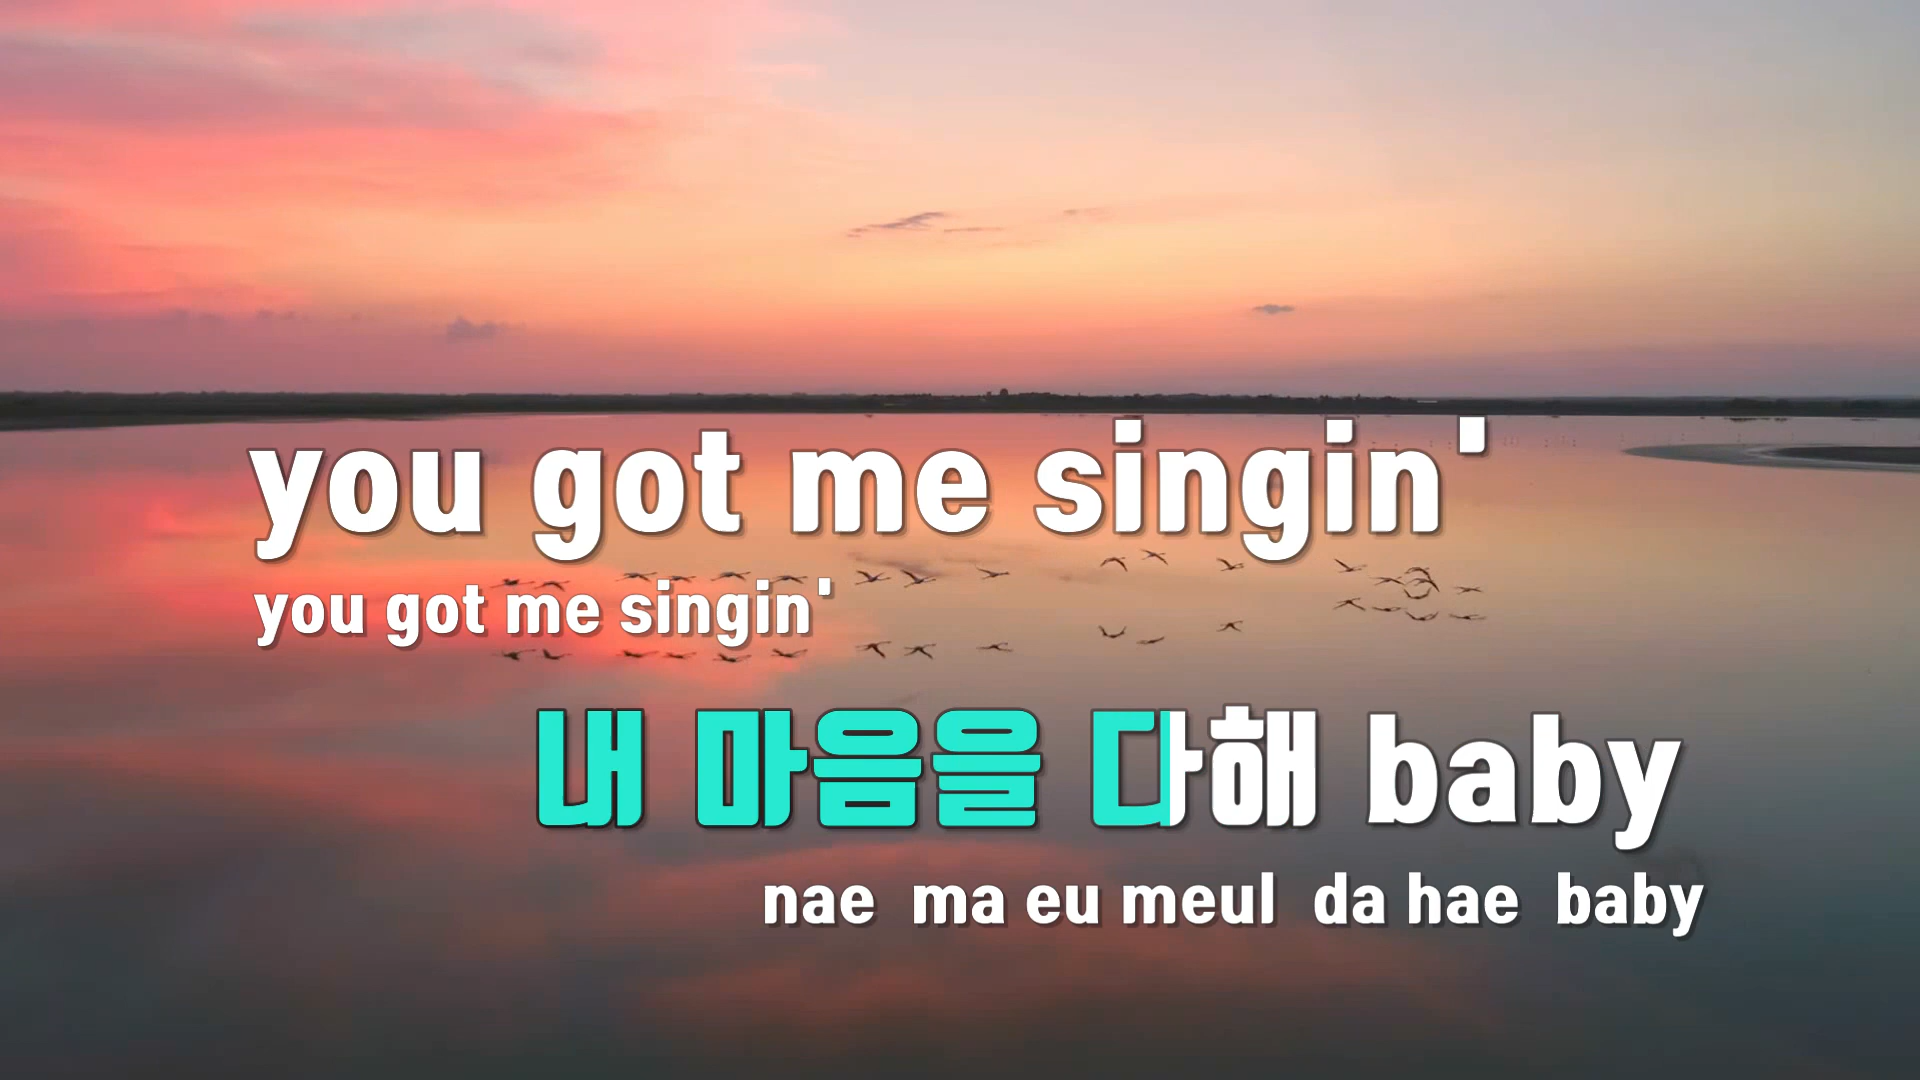 you got me singin'
you got me singin'
내 마음을 다해 baby
nae ma eu meul da hae baby